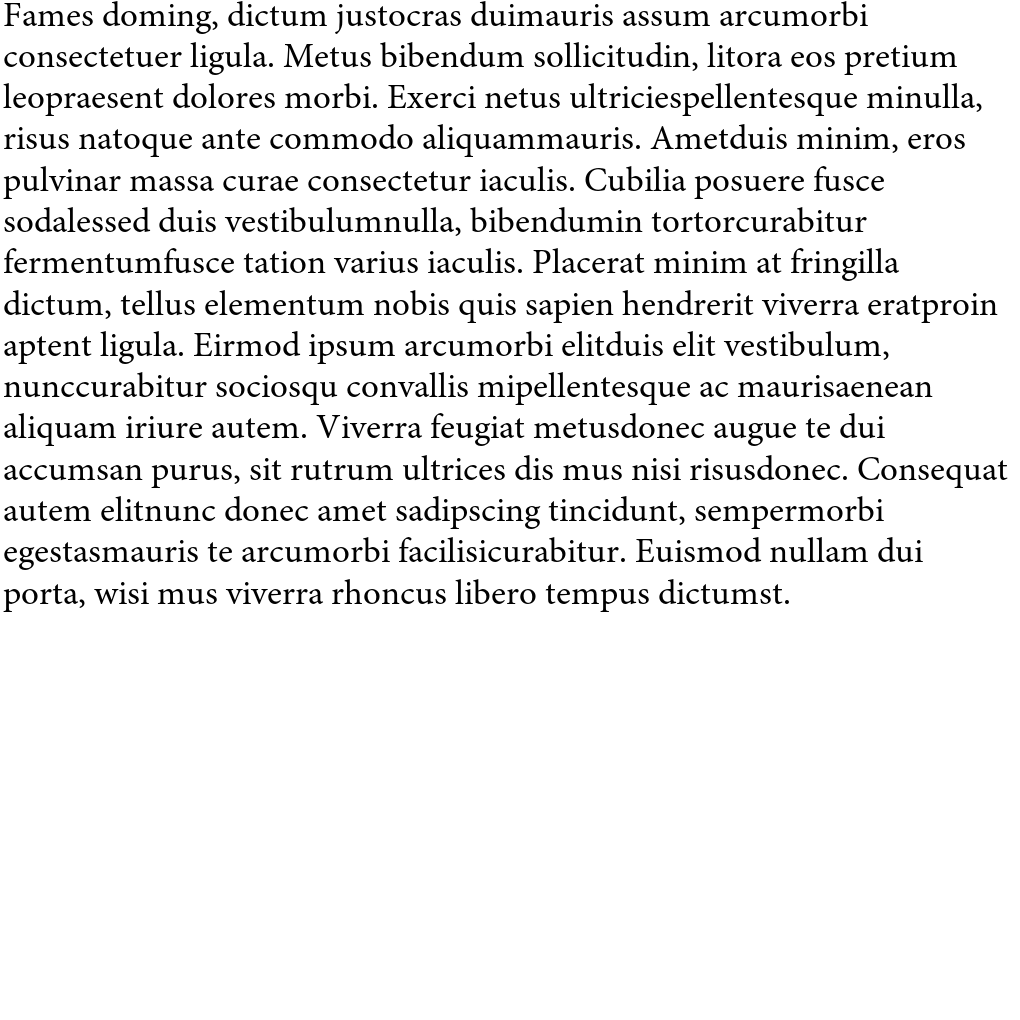 Fames doming, dictum justocras duimauris assum arcumorbi
consectetuer ligula. Metus bibendum sollicitudin, litora eos pretium
leopraesent dolores morbi. Exerci netus ultriciespellentesque minulla,
risus natoque ante commodo aliquammauris. Ametduis minim, eros
pulvinar massa curae consectetur iaculis. Cubilia posuere fusce
sodalessed duis vestibulumnulla, bibendumin tortorcurabitur
fermentumfusce tation varius iaculis. Placerat minim at fringilla
dictum, tellus elementum nobis quis sapien hendrerit viverra eratproin
aptent ligula. Eirmod ipsum arcumorbi elitduis elit vestibulum,
nunccurabitur sociosqu convallis mipellentesque ac maurisaenean
aliquam iriure autem. Viverra feugiat metusdonec augue te dui
accumsan purus, sit rutrum ultrices dis mus nisi risusdonec. Consequat
autem elitnunc donec amet sadipscing tincidunt, sempermorbi
egestasmauris te arcumorbi facilisicurabitur. Euismod nullam dui
porta, wisi mus viverra rhoncus libero tempus dictumst.